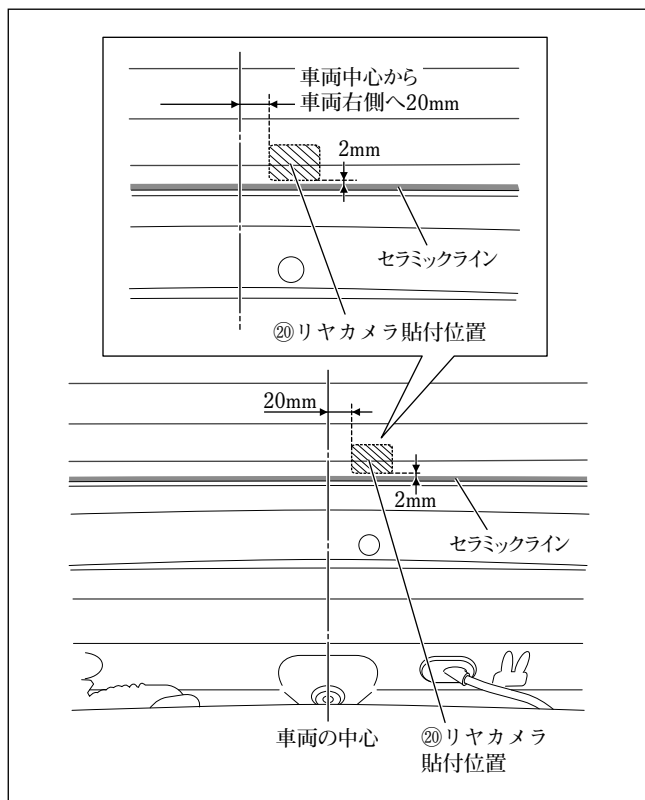 車両中心から
車両右側へ20mm
2mm
セラミックライン
⑳リヤカメラ貼付位置
20mm
2mm
セラミックライン
車両の中心
⑳リヤカメラ
貼付位置